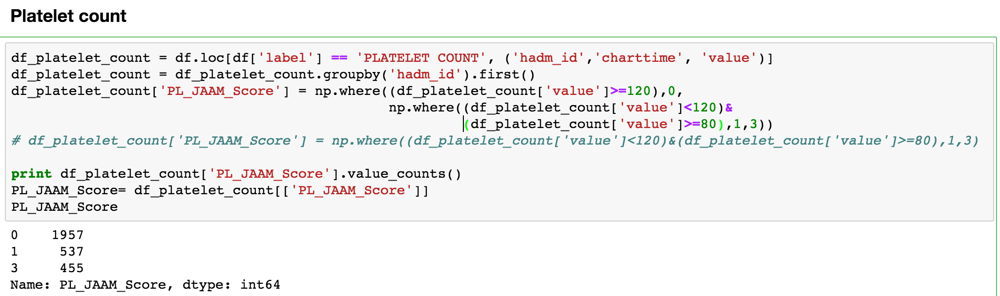 Platelet count
df_platelet_count = df.loc[df['label'] == 'PLATELET COUNT', ('hadm_id','charttime', 'value')]
df_platelet_count = df_platelet_count.groupby('hadm_id').first()
df_platelet_count['PL_JAAM_Score'] = np.where((df_platelet_count['value']>=120),0,
np.where((df_platelet_count['value']<120)&
(df_platelet_count['value']>=80),1,3))
# df_platelet_count['PL_JAAM_Score'] = np.where((df_platelet_count['value']<120)&(df_platelet_count['value']>=80),1,3)
print df_platelet_count['PL_JAAM_Score'].value_counts()
PL_JAAM_Score= df_platelet_count[['PL_JAAM_Score']]
PL_JAAM_Score
0 1957
1 537
3 455
Name: PL_JAAM_Score, dtype: int64